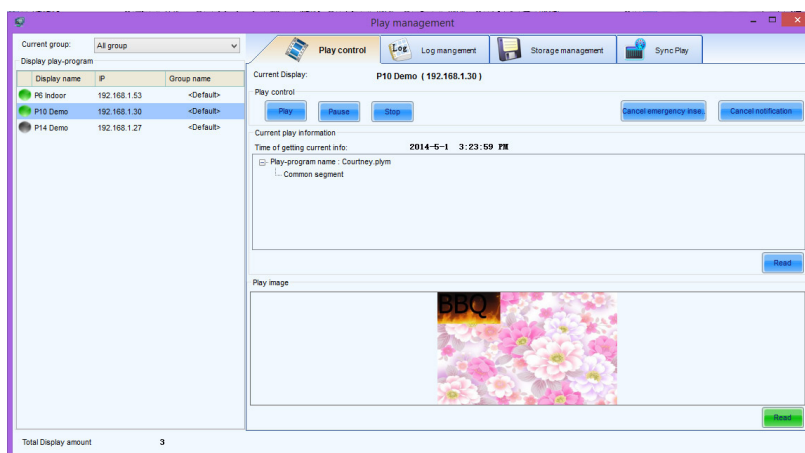 Play management
Current group: All group
Display play-program
Display name IP Group name
P6 Indoor 192.168.1.53 <Default>
P10 Demo 192.168.1.30 <Default>
P14 Demo 192.168.1.27 <Default>
Total Display amount 3
Play control Log Log mangement Storage management Sync Play
Current Display: P10 Demo ( 192.168.1.30 )
Play control
Play Pause Stop Cancel emergency inse.. Cancel notification
Current play information
Time of getting current info: 2014-5-1 3:23:59 PM
Play-program name : Courtney.plym
Common segment
Read
Play image
BBQ
Read